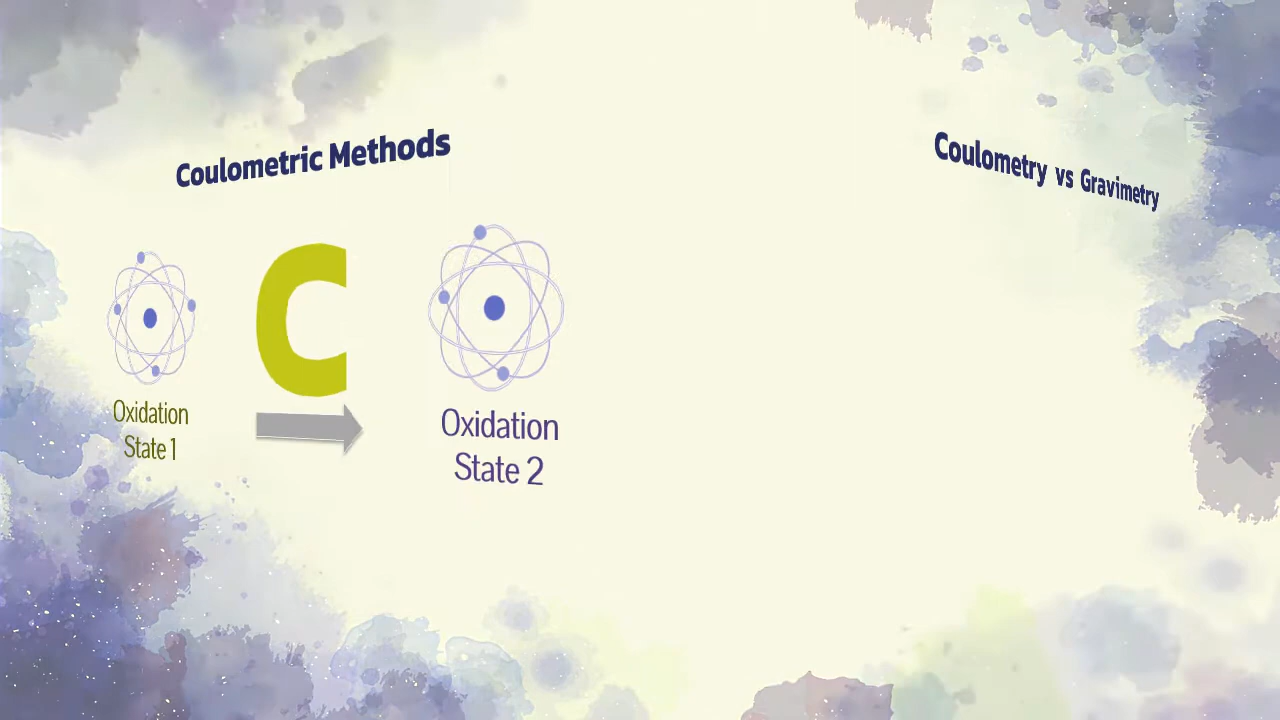 Coulometric Methods
C
Oxidation
State 1
Oxidation
State 2
Coulometry vs Gravimetry